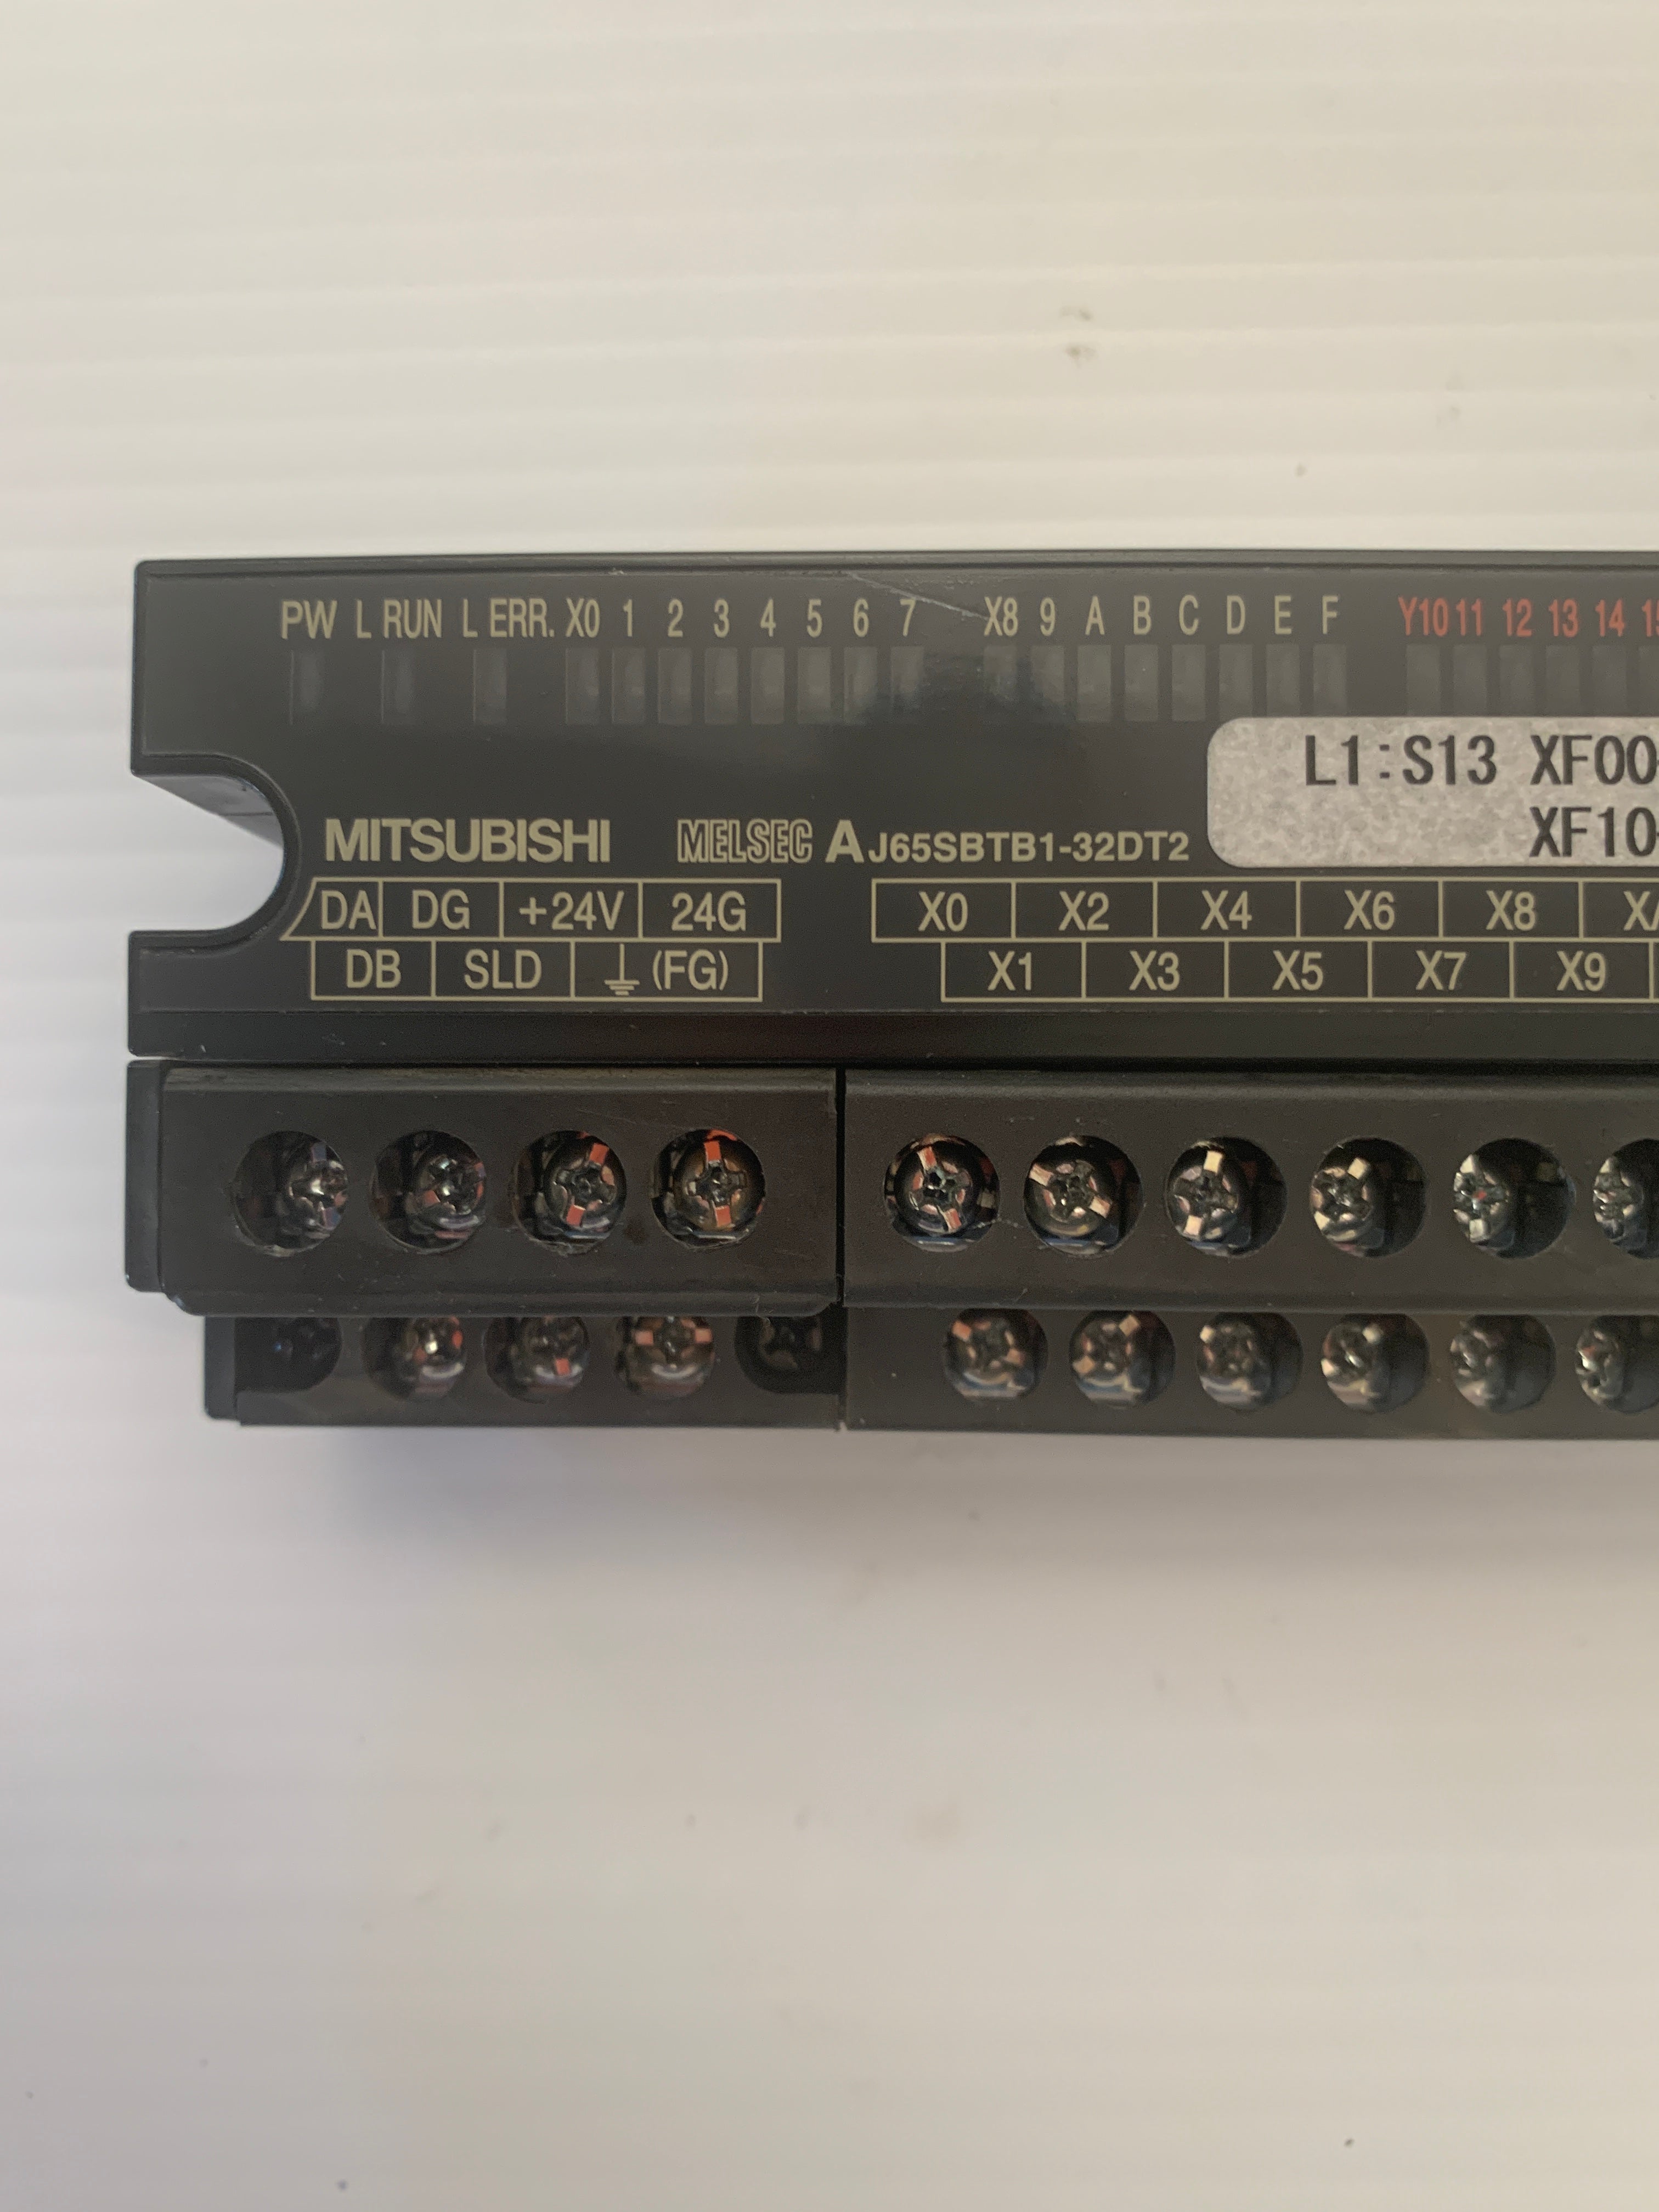 PW L RUN L ERR. X0 1 2 3 4 5 6 7 X8 9 A B C D E F Y10 11 12 13 14
L1:S13 XF00
XF10
MITSUBISHI MELSEC AJ65SBTB1-32DT2
DA DG +24V 24G X0 X2 X4 X6 X8
DB SLD (FG) X1 X3 X5 X7 X9